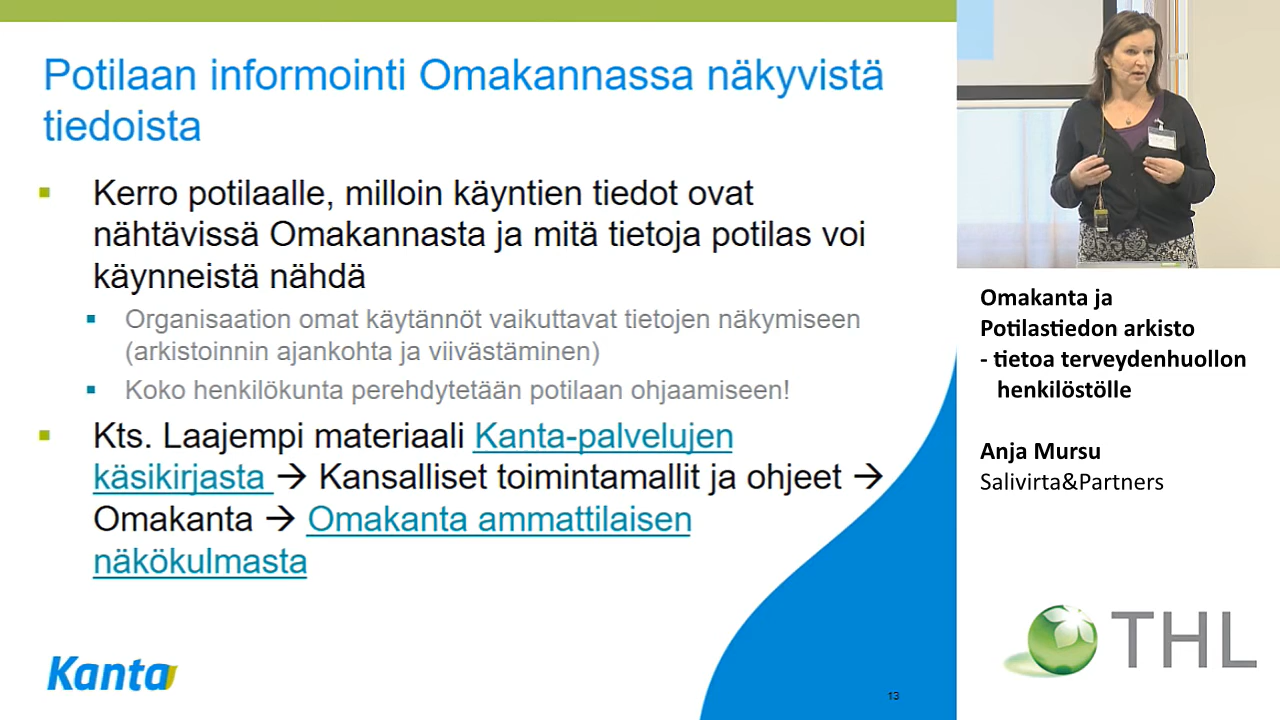 Potilaan informointi Omakannassa näkyvistä
tiedoista
Kerro potilaalle, milloin käyntien tiedot ovat
nähtävissä Omakannasta ja mitä tietoja potilas voi
käynneistä nähdä
Organisaation omat käytännöt vaikuttavat tietojen näkymiseen
(arkistoinnin ajankohta ja viivästäminen)
Koko henkilökunta perehdytetään potilaan ohjaamiseen!
Kts. Laajempi materiaali Kanta-palvelujen
käsikirjasta → Kansalliset toimintamallit ja ohjeet →
Omakanta → Omakanta ammattilaisen
näkökulmasta
Kanta
13
Omakanta ja
Potilastiedon arkisto
- tietoa terveydenhuollon
henkilöstölle
Anja Mursu
Salivirta&Partners
THL